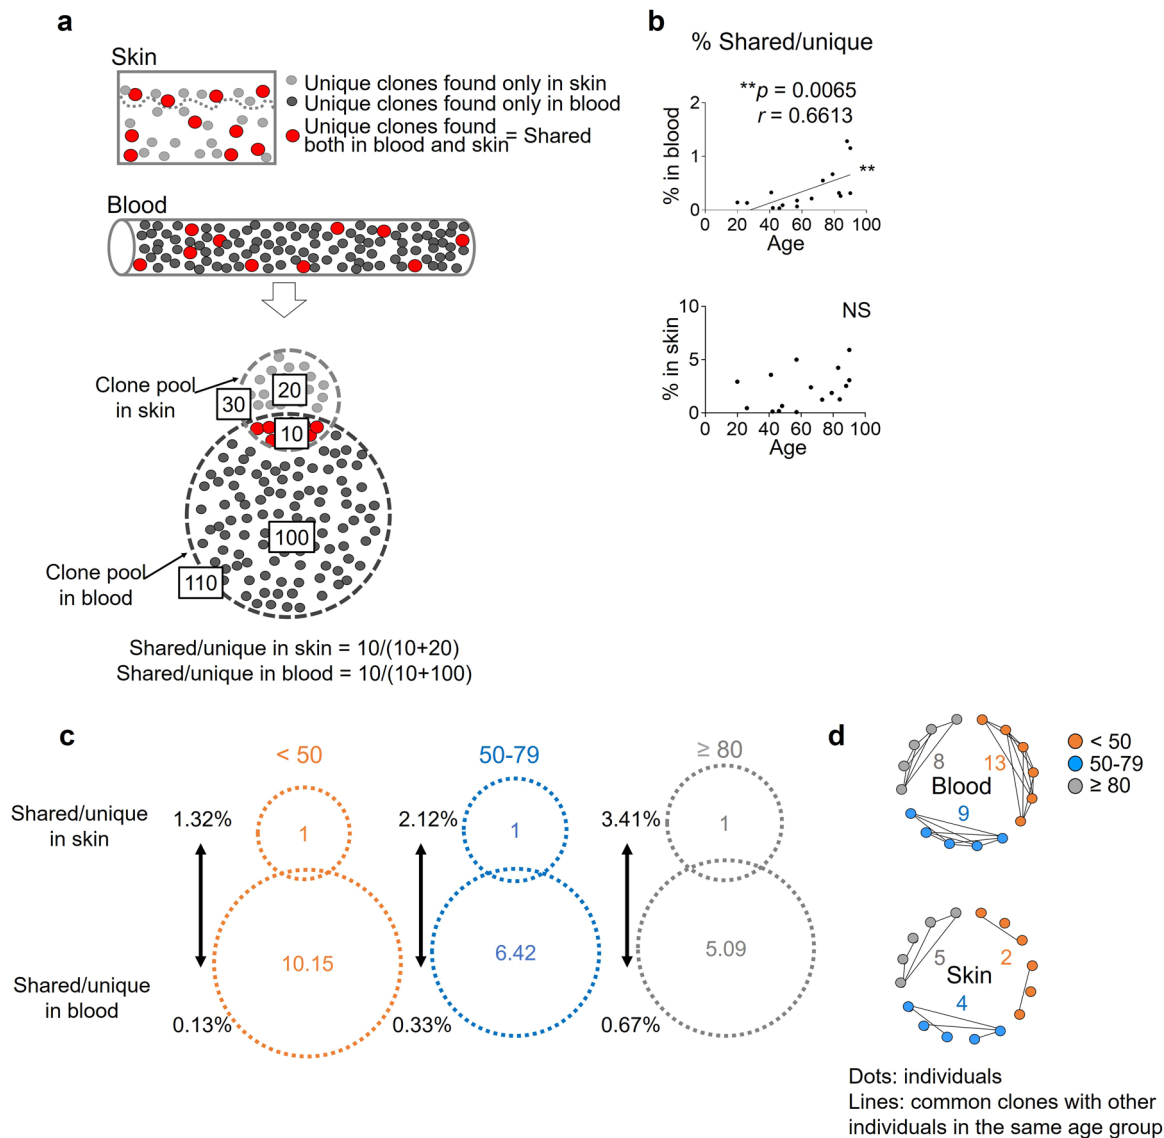 a
Skin
Unique clones found only in skin
Unique clones found only in blood
Unique clones found
both in blood and skin = Shared
Blood
Clone pool
in skin
20
30
10
100
Clone pool
in blood
110
Shared/unique in skin = 10/(10+20)
Shared/unique in blood = 10/(10+100)
b
% Shared/unique
**p = 0.0065
r = 0.6613
% in blood
2
1
0
**
0 20 40 60 80 100
Age
NS
% in skin
10
5
0
0 20 40 60 80 100
Age
c
< 50
50-79
≥ 80
Shared/unique
in skin
1.32%
1
2.12%
1
3.41%
1
10.15
6.42
5.09
Shared/unique
in blood
0.13%
0.33%
0.67%
d
8
13
Blood
9
< 50
50-79
≥ 80
5
2
Skin
4
Dots: individuals
Lines: common clones with other
individuals in the same age group